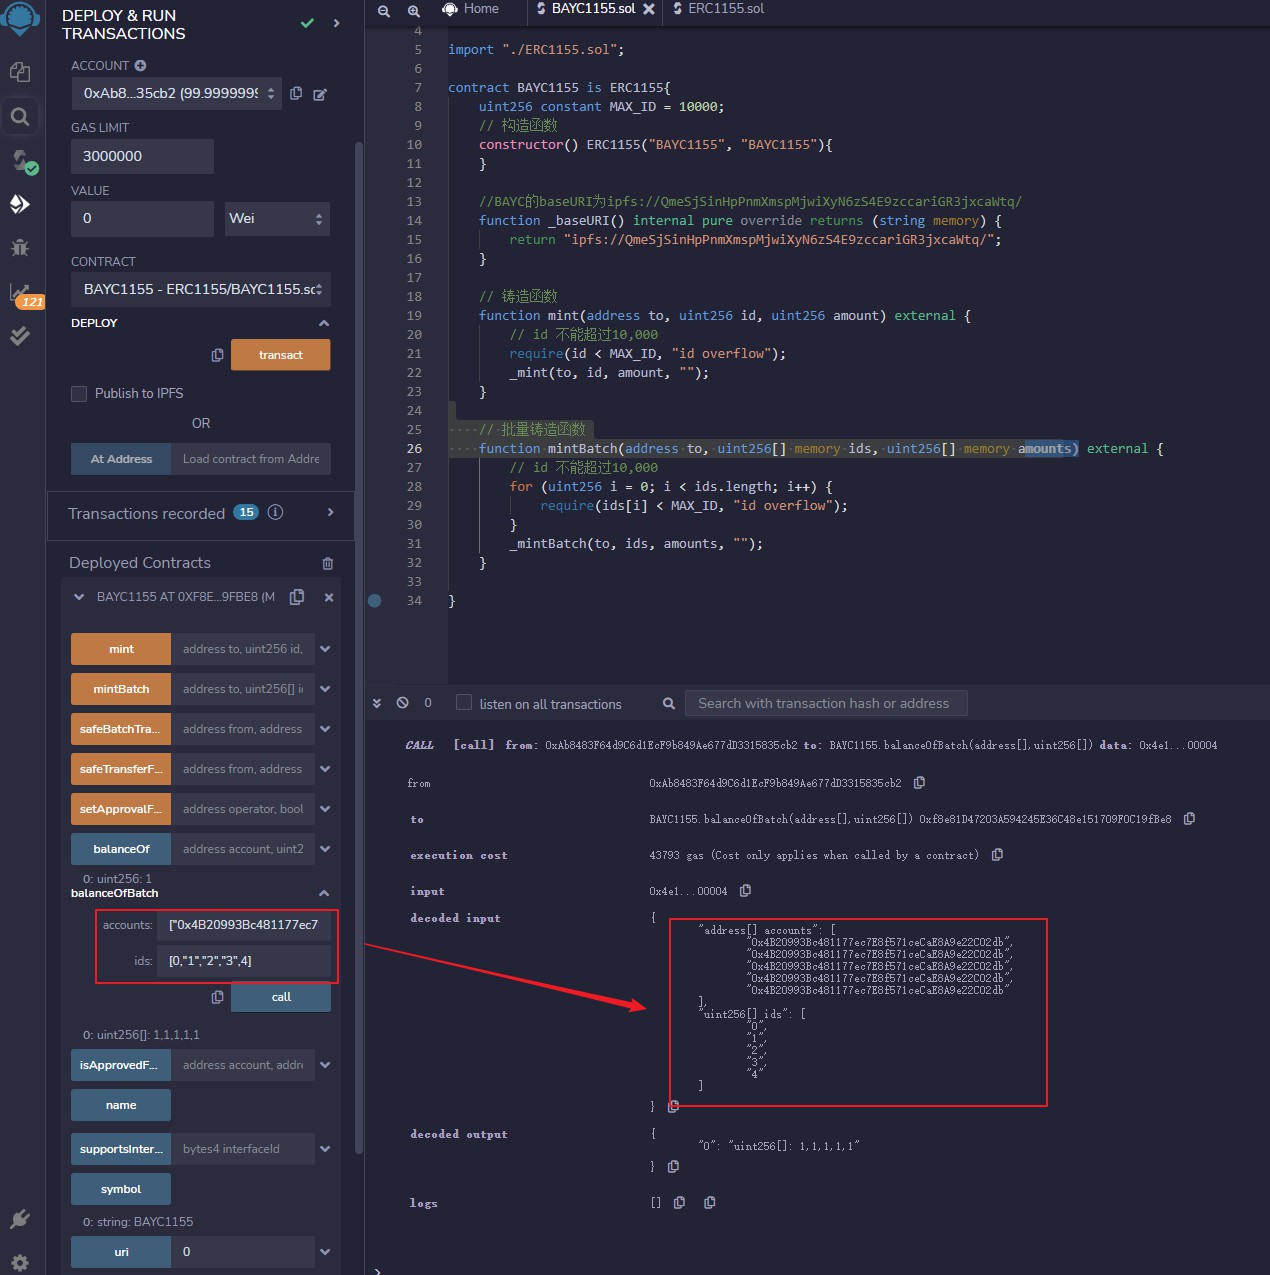 DEPLOY & RUN
TRANSACTIONS
ACCOUNT
0xAb8...35cb2 (99.9999999
GAS LIMIT
3000000
VALUE
0
Wei
CONTRACT
BAYC1155 - ERC1155/BAYC1155.sc
121
DEPLOY
transact
Publish to IPFS
OR
At Address
Load contract from Addre
Transactions recorded 15
Deployed Contracts
BAYC1155 AT 0XF8E...9FBE8 (M
mint
address to, uint256 id,
mintBatch
address to, uint256[] i
safeBatchTra...
address from, address
safeTransferF...
address from, address
setApprovalF...
address operator, bool
balanceOf
address account, uint2
0: uint256: 1
balanceOfBatch
accounts: ["0x4B20993Bc481177ec7
ids: [0,"1","2","3",4]
call
0: uint256[]: 1,1,1,1,1
isApprovedF...
address account, addre
name
supportsInter...
bytes4 interfaceId
symbol
0: string: BAYC1155
uri
0
Home
BAYC1155.sol
ERC1155.sol
4
5 import "./ERC1155.sol";
6
7 contract BAYC1155 is ERC1155{
8 uint256 constant MAX_ID = 10000;
9 // 构造函数
10 constructor() ERC1155("BAYC1155", "BAYC1155"){
11 }
12
13 //BAYC的baseURI为ipfs://QmeSjSinHpPnmXmspMjwiXyN6zS4E9zccariGR3jxcaWtq/
14 function _baseURI() internal pure override returns (string memory) {
15 return "ipfs://QmeSjSinHpPnmXmspMjwiXyN6zS4E9zccariGR3jxcaWtq/";
16 }
17
18 // 铸造函数
19 function mint(address to, uint256 id, uint256 amount) external {
20 // id 不能超过10,000
21 require(id < MAX_ID, "id overflow");
22 _mint(to, id, amount, "");
23 }
24
25 // 批量铸造函数
26 function mintBatch(address to, uint256[] memory ids, uint256[] memory amounts) external {
27 // id 不能超过10,000
28 for (uint256 i = 0; i < ids.length; i++) {
29 require(ids[i] < MAX_ID, "id overflow");
30 }
31 _mintBatch(to, ids, amounts, "");
32 }
33
34 }
0
listen on all transactions
Search with transaction hash or address
CALL [call] from: 0xAb8483F64d9C6d1EcF9b849Ae677dD3315835cb2 to: BAYC1155.balanceOfBatch(address[],uint256[]) data: 0x4e1...00004
from 0xAb8483F64d9C6d1EcF9b849Ae677dD3315835cb2
to BAYC1155.balanceOfBatch(address[],uint256[]) 0xf8e81D47203A594245E36C48e151709F0C19fBe8
execution cost 43793 gas (Cost only applies when called by a contract)
input 0x4e1...00004
decoded input {
"address[] accounts": [
"0x4B20993Bc481177ec7E8f571ceCaE8A9e22C02db",
"0x4B20993Bc481177ec7E8f571ceCaE8A9e22C02db",
"0x4B20993Bc481177ec7E8f571ceCaE8A9e22C02db",
"0x4B20993Bc481177ec7E8f571ceCaE8A9e22C02db",
"0x4B20993Bc481177ec7E8f571ceCaE8A9e22C02db"
],
"uint256[] ids": [
"0",
"1",
"2",
"3",
"4"
]
}
decoded output {
"0": "uint256[]: 1,1,1,1,1"
}
logs []
>